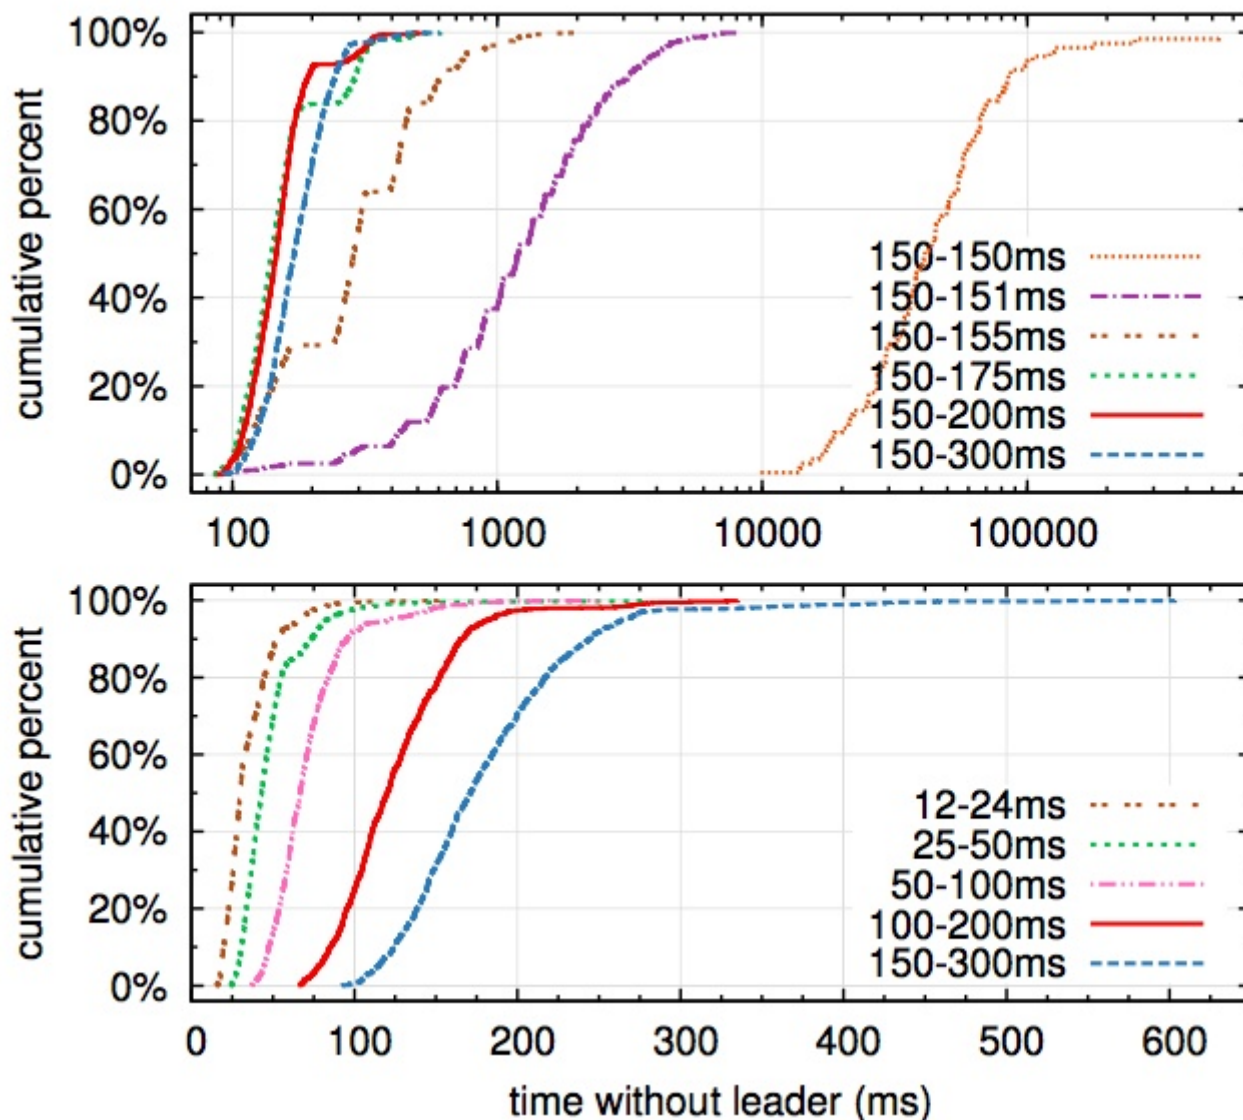 cumulative percent
100%
80%
60%
40%
20%
0%
150-150ms
150-151ms
150-155ms
150-175ms
150-200ms
150-300ms
100 1000 10000 100000
cumulative percent
100%
80%
60%
40%
20%
0%
12-24ms
25-50ms
50-100ms
100-200ms
150-300ms
0 100 200 300 400 500 600
time without leader (ms)